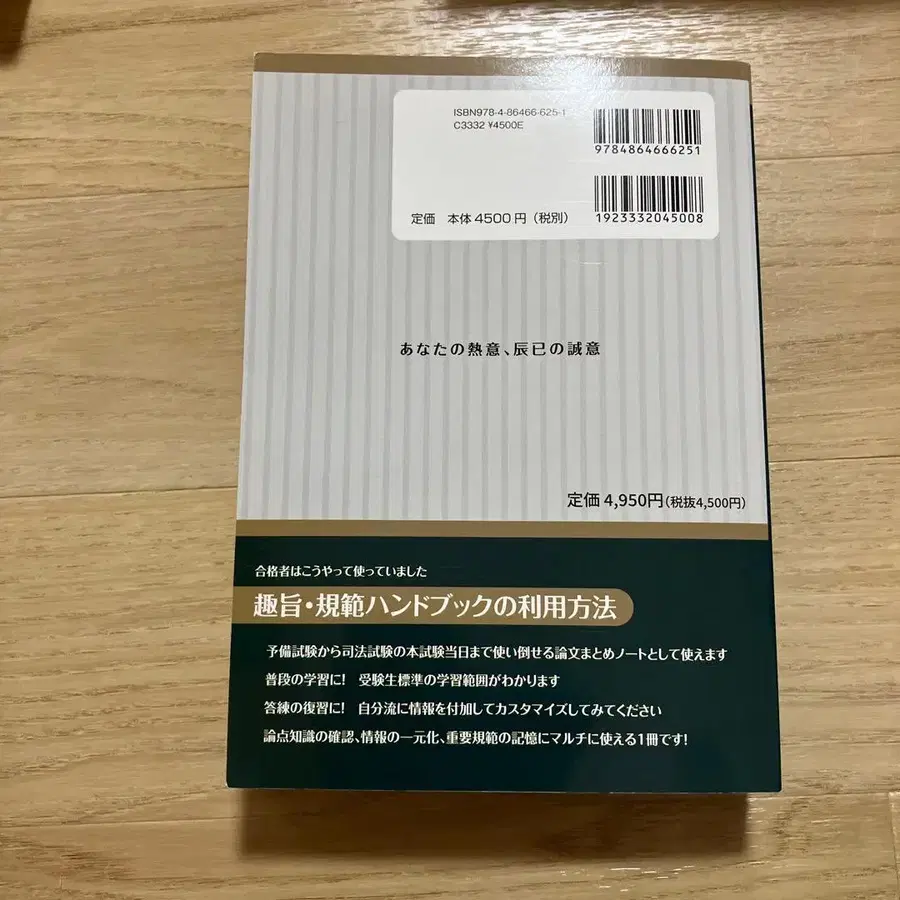 ISBN978-4-86466-625-1
C3332 ¥4500E
9784864666251
定価 本体4500円(税別)
1923332045008
あなたの熱意、辰已の誠意
定価 4,950円(税抜4,500円)
合格者はこうやって使っていました
趣旨・規範ハンドブックの利用方法
予備試験から司法試験の本試験当日まで使い倒せる論文まとめノートとして使えます
普段の学習に! 受験生標準の学習範囲がわかります
答練の復習に! 自分流に情報を付加してカスタマイズしてみてください
論点知識の確認、情報の一元化、重要規範の記憶にマルチに使える1冊です!